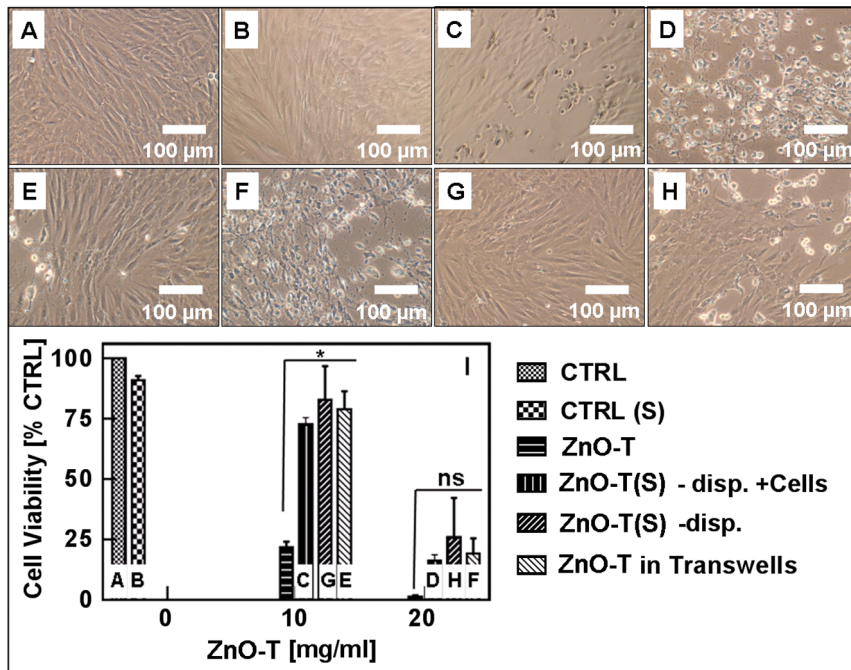 A B C D
100 µm 100 µm 100 µm 100 µm
E F G H
100 µm 100 µm 100 µm 100 µm
I
Cell Viability [% CTRL]
100
75
50
25
0
*
ns
A B C G E D H F
0 10 20
ZnO-T [mg/ml]
CTRL
CTRL (S)
ZnO-T
ZnO-T(S) - disp. +Cells
ZnO-T(S) -disp.
ZnO-T in Transwells